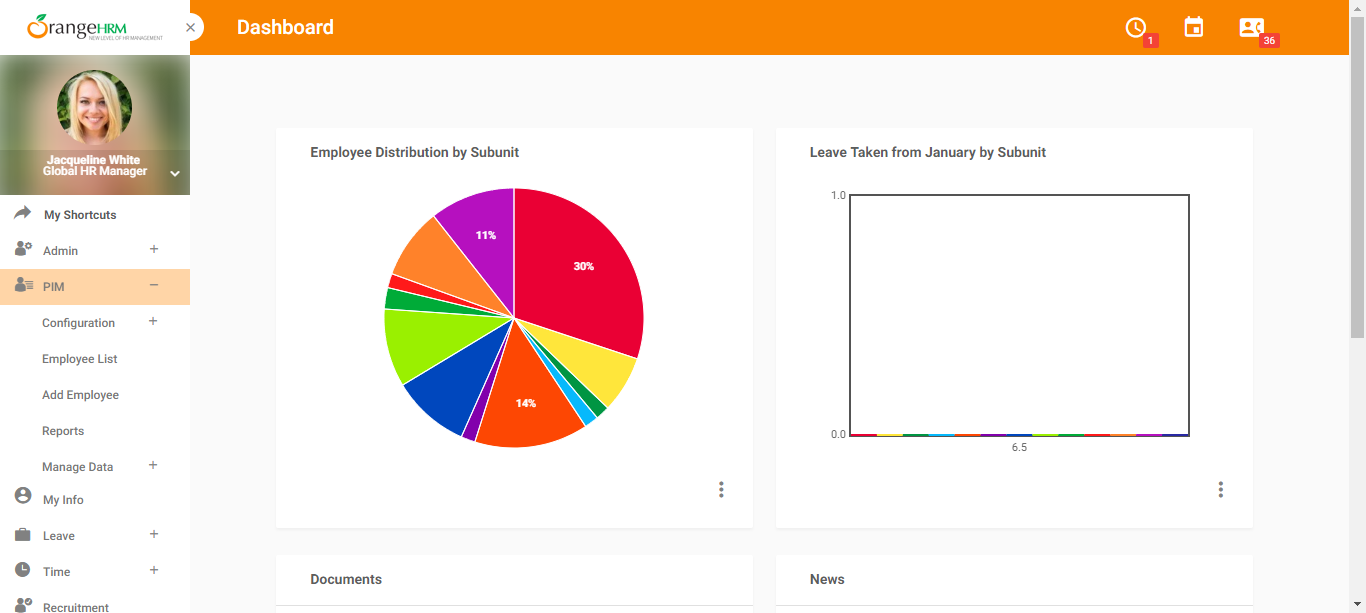 OrangeHRM
NEW LEVEL OF HR MANAGEMENT
Dashboard
1
36
Jacqueline White
Global HR Manager
My Shortcuts
Admin
PIM
Configuration
Employee List
Add Employee
Reports
Manage Data
My Info
Leave
Time
Recruitment
Employee Distribution by Subunit
11%
30%
14%
Leave Taken from January by Subunit
1.0
0.0
6.5
Documents
News